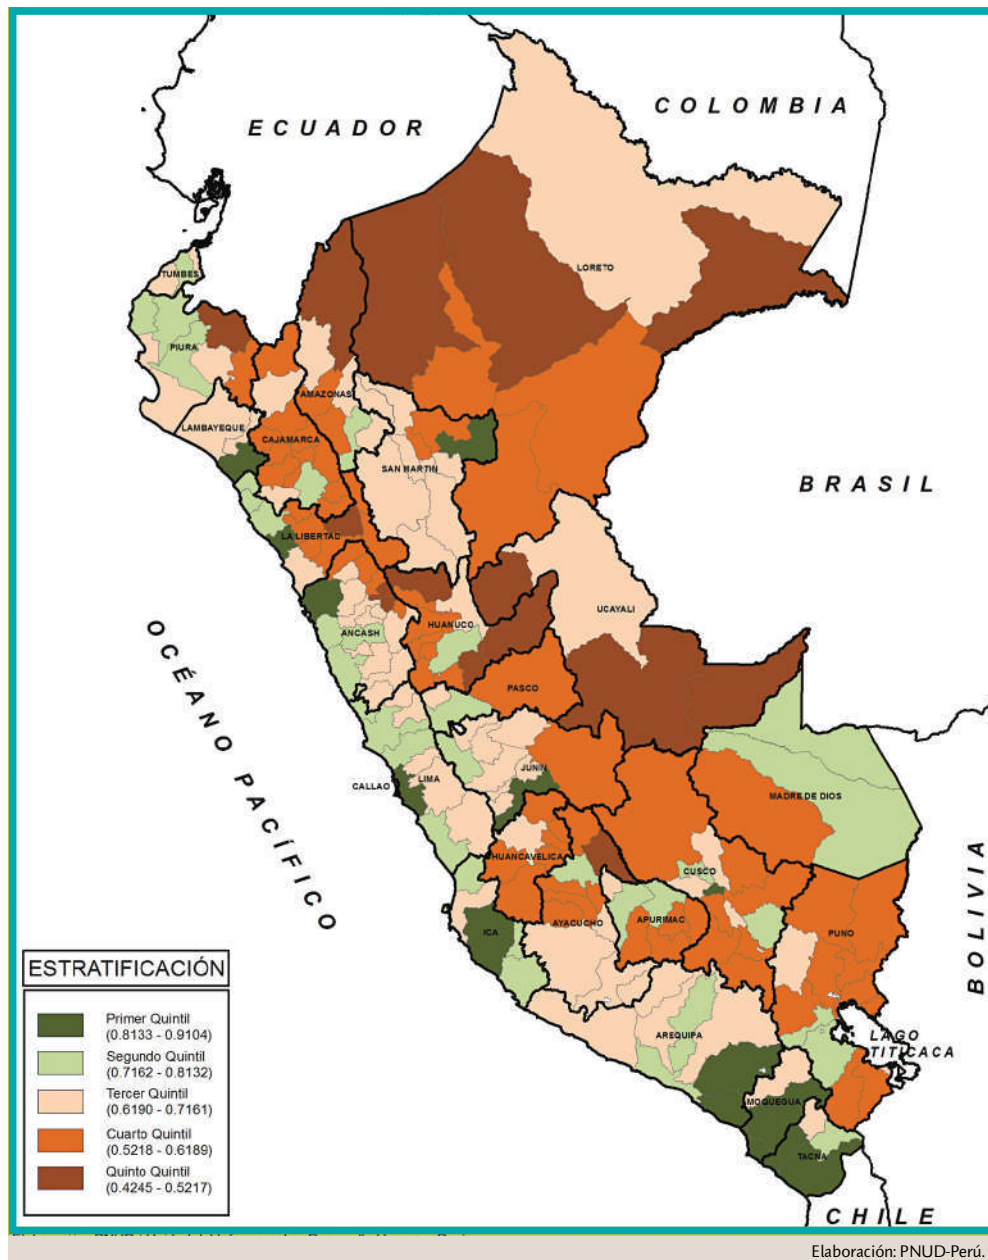 COLOMBIA
ECUADOR
LORETO
TUMBES
PIURA
AMAZONAS
LAMBAYEQUE
CAJAMARCA
SAN MARTIN
BRASIL
LA LIBERTAD
UCAYALI
ANCASH
HUANUCO
OCÉANO PACÍFICO
PASCO
JUNIN
LIMA
CALLAO
MADRE DE DIOS
HUANCAVELICA
CUSCO
BOLIVIA
AYACUCHO
APURIMAC
ICA
PUNO
AREQUIPA
LAGO
TITICACA
MOQUEGUA
TACNA
CHILE
ESTRATIFICACIÓN
Primer Quintil
(0.8133 - 0.9104)
Segundo Quintil
(0.7162 - 0.8132)
Tercer Quintil
(0.6190 - 0.7161)
Cuarto Quintil
(0.5218 - 0.6189)
Quinto Quintil
(0.4245 - 0.5217)
Elaboración: PNUD-Perú.